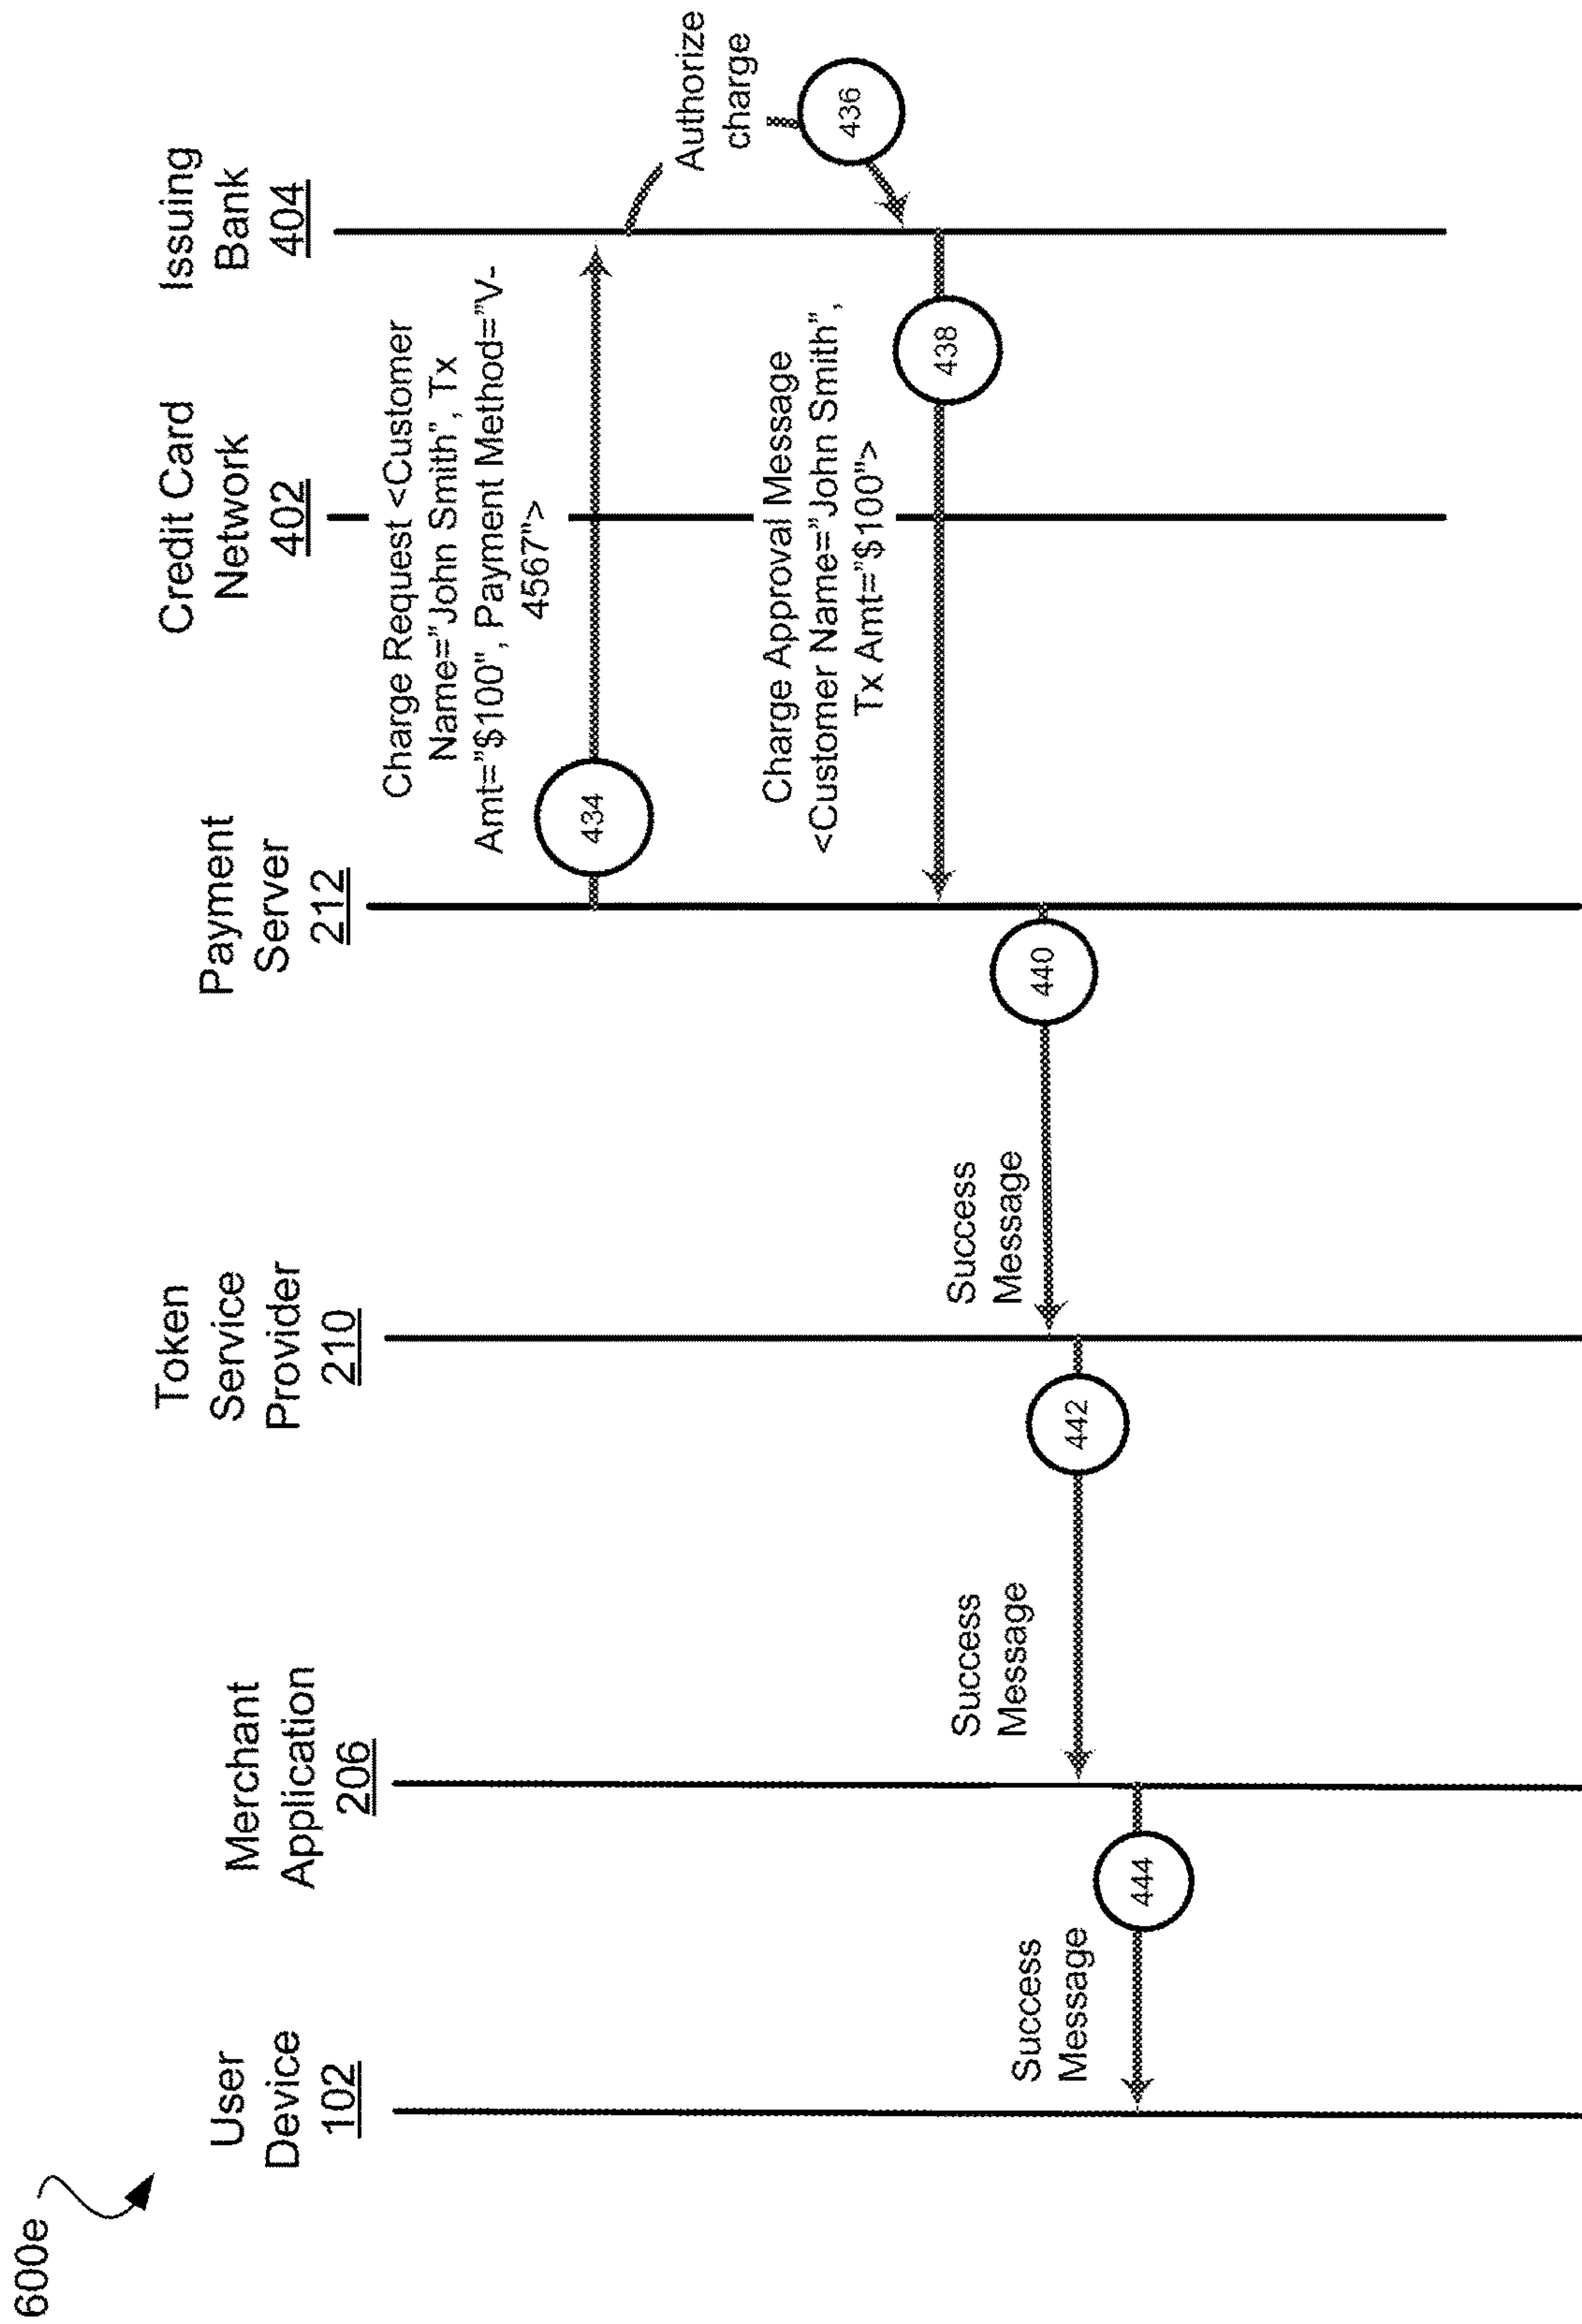 600e
User
Device
102
Merchant
Application
206
Token
Service
Provider
210
Payment
Server
212
Credit Card
Network
402
Issuing
Bank
404
Charge Request <Customer
Name="John Smith", Tx
Amt="$100", Payment Method="V-
4567">
434
Authorize
charge
436
Charge Approval Message
<Customer Name="John Smith",
Tx Amt="$100">
438
Success
Message
440
Success
Message
442
Success
Message
444